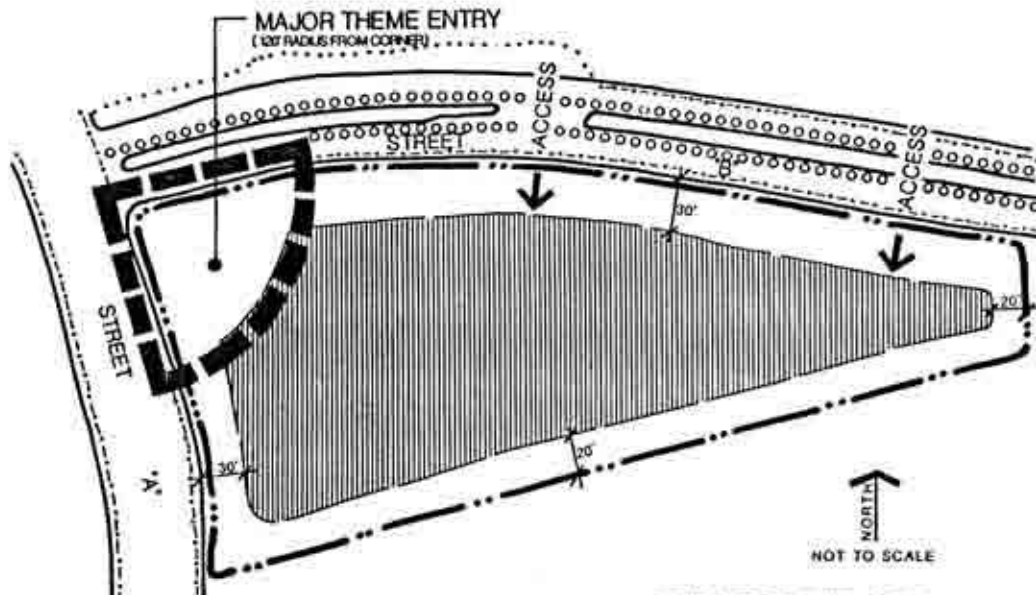 MAJOR THEME ENTRY
(120' RADIUS FROM CORNER)
ACCESS
ACCESS
STREET
30'
20'
STREET
30'
20'
"A"
NORTH
NOT TO SCALE